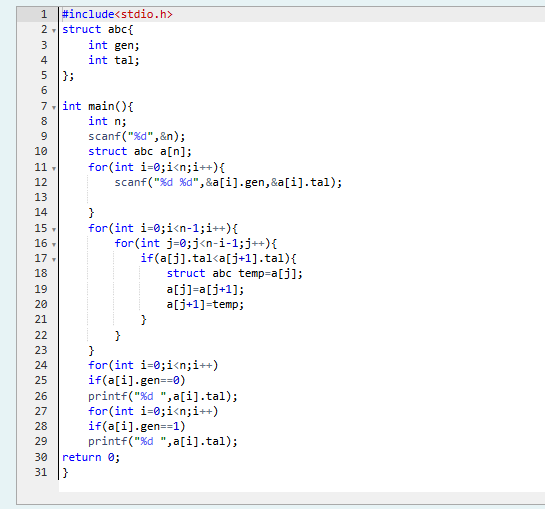 1 #include<stdio.h>
2 struct abc{
3     int gen;
4     int tal;
5 };
6
7 int main(){
8     int n;
9     scanf("%d",&n);
10     struct abc a[n];
11     for(int i=0;i<n;i++){
12         scanf("%d %d",&a[i].gen,&a[i].tal);
13
14     }
15     for(int i=0;i<n-1;i++){
16         for(int j=0;j<n-i-1;j++){
17             if(a[j].tal<a[j+1].tal){
18                 struct abc temp=a[j];
19                 a[j]=a[j+1];
20                 a[j+1]=temp;
21             }
22         }
23     }
24     for(int i=0;i<n;i++)
25     if(a[i].gen==0)
26     printf("%d ",a[i].tal);
27     for(int i=0;i<n;i++)
28     if(a[i].gen==1)
29     printf("%d ",a[i].tal);
30 return 0;
31 }